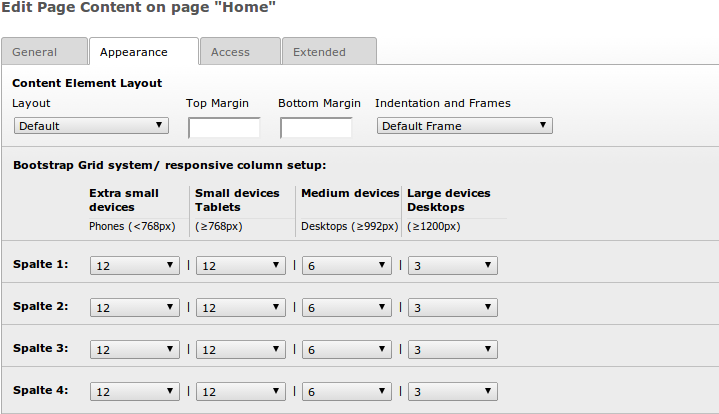 Edit Page Content on page "Home"
General Appearance Access Extended
Content Element Layout
Layout Top Margin Bottom Margin Indentation and Frames
Default Default Frame
Bootstrap Grid system/ responsive column setup:
Extra small devices Small devices Tablets Medium devices Large devices Desktops
Phones (<768px) (≥768px) Desktops (≥992px) (≥1200px)
Spalte 1: 12 | 12 | 6 | 3
Spalte 2: 12 | 12 | 6 | 3
Spalte 3: 12 | 12 | 6 | 3
Spalte 4: 12 | 12 | 6 | 3